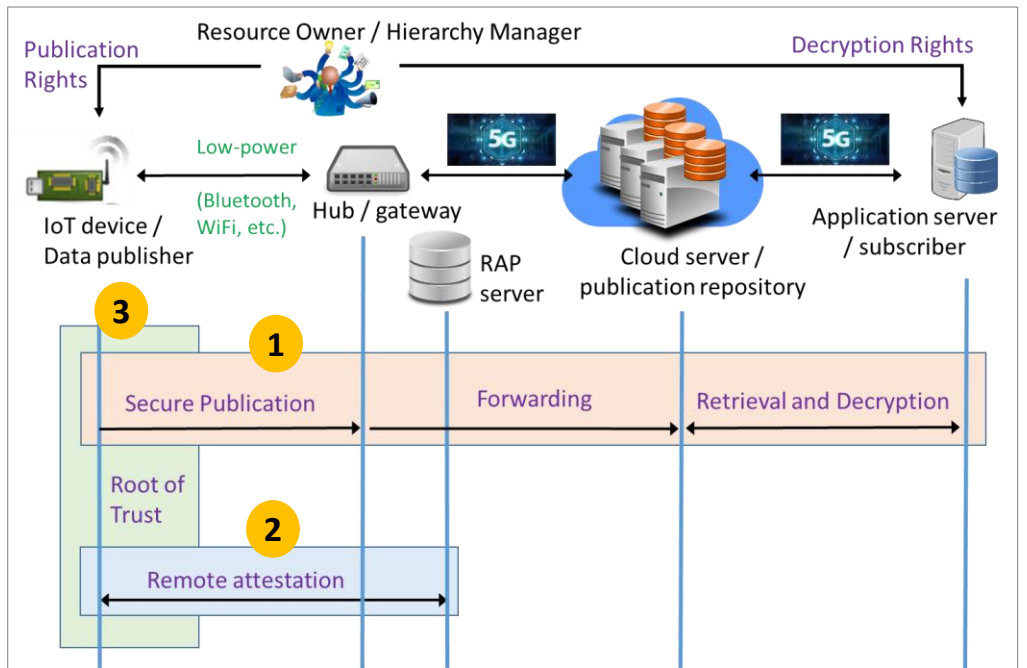 Resource Owner / Hierarchy Manager
Publication
Rights
Decryption Rights
Low-power
(Bluetooth,
WiFi, etc.)
5G
5G
IoT device /
Data publisher
Hub / gateway
RAP
server
Cloud server /
publication repository
Application server
/ subscriber
3
1
Secure Publication
Forwarding
Retrieval and Decryption
Root of
Trust
2
Remote attestation